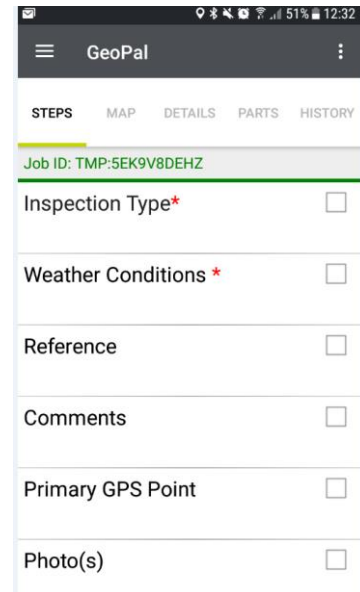 51% 12:32
GeoPal
STEPS MAP DETAILS PARTS HISTORY
Job ID: TMP:5EK9V8DEHZ
Inspection Type*
Weather Conditions *
Reference
Comments
Primary GPS Point
Photo(s)